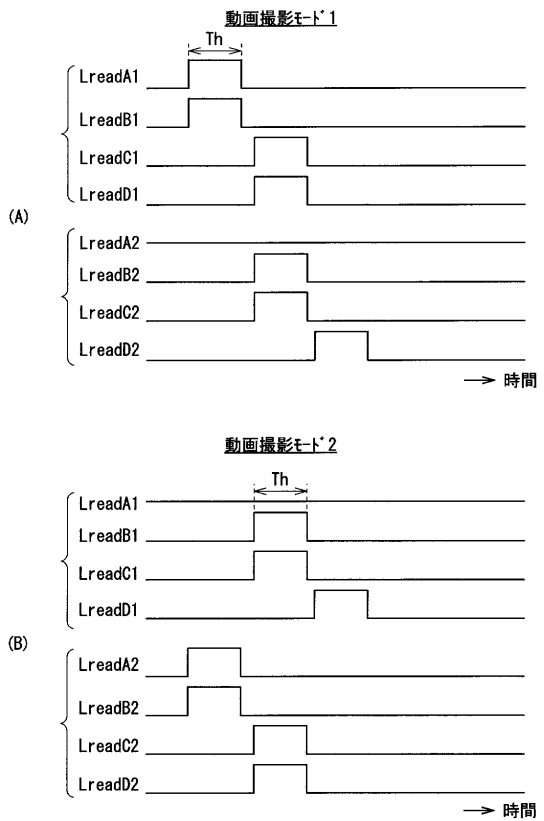 動画撮影ﾓｰﾄﾞ1
Th
LreadA1
LreadB1
LreadC1
LreadD1
(A)
LreadA2
LreadB2
LreadC2
LreadD2
→ 時間
動画撮影ﾓｰﾄﾞ2
Th
LreadA1
LreadB1
LreadC1
LreadD1
(B)
LreadA2
LreadB2
LreadC2
LreadD2
→ 時間